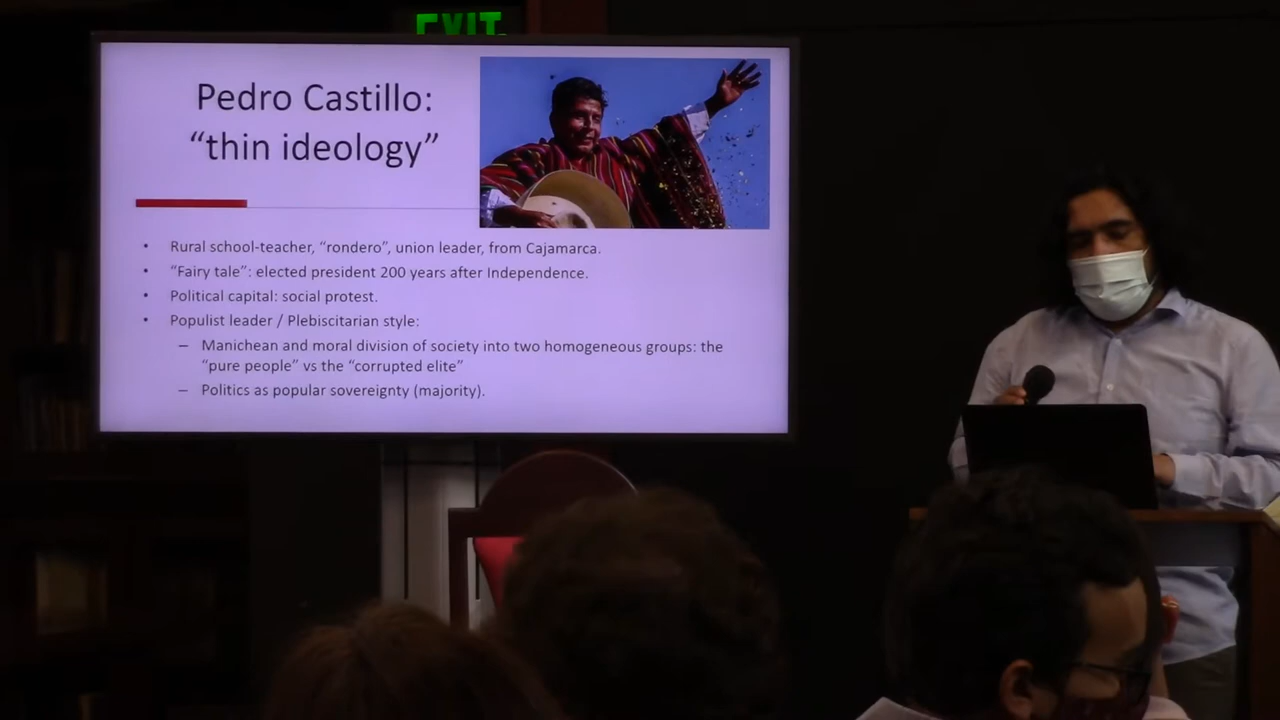 EXIT
Pedro Castillo:
“thin ideology”
• Rural school-teacher, “rondero”, union leader, from Cajamarca.
• “Fairy tale”: elected president 200 years after Independence.
• Political capital: social protest.
• Populist leader / Plebiscitarian style:
– Manichean and moral division of society into two homogeneous groups: the
“pure people” vs the “corrupted elite”
– Politics as popular sovereignty (majority).